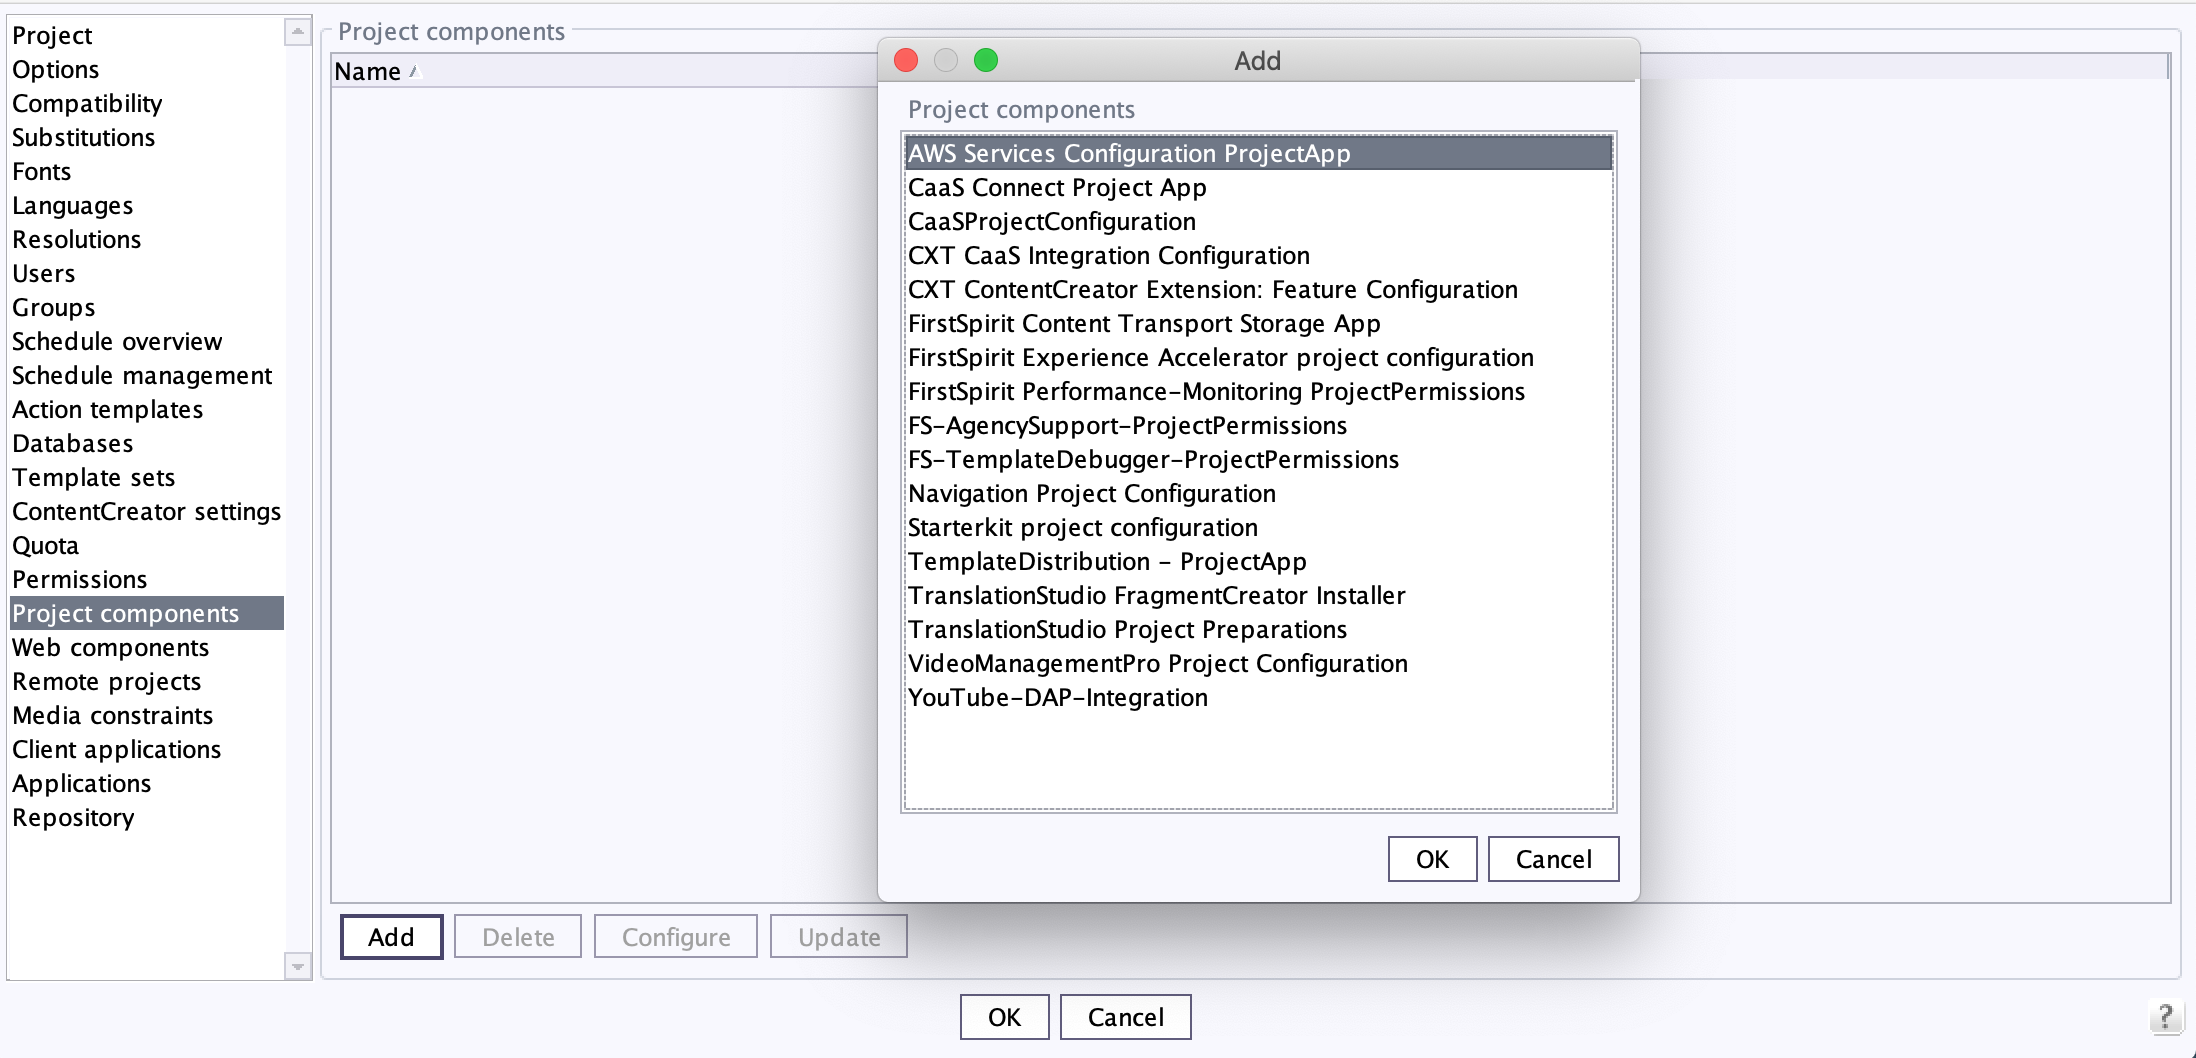 Project
Options
Compatibility
Substitutions
Fonts
Languages
Resolutions
Users
Groups
Schedule overview
Schedule management
Action templates
Databases
Template sets
ContentCreator settings
Quota
Permissions
Project components
Web components
Remote projects
Media constraints
Client applications
Applications
Repository
Project components
Name
Add
Project components
AWS Services Configuration ProjectApp
CaaS Connect Project App
CaaSProjectConfiguration
CXT CaaS Integration Configuration
CXT ContentCreator Extension: Feature Configuration
FirstSpirit Content Transport Storage App
FirstSpirit Experience Accelerator project configuration
FirstSpirit Performance-Monitoring ProjectPermissions
FS-AgencySupport-ProjectPermissions
FS-TemplateDebugger-ProjectPermissions
Navigation Project Configuration
Starterkit project configuration
TemplateDistribution - ProjectApp
TranslationStudio FragmentCreator Installer
TranslationStudio Project Preparations
VideoManagementPro Project Configuration
YouTube-DAP-Integration
OK Cancel
Add Delete Configure Update
OK Cancel ?